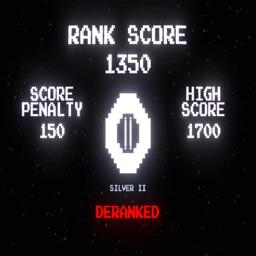 RANK SCORE
1350
SCORE
PENALTY
150
HIGH
SCORE
1700
SILVER II
DERANKED